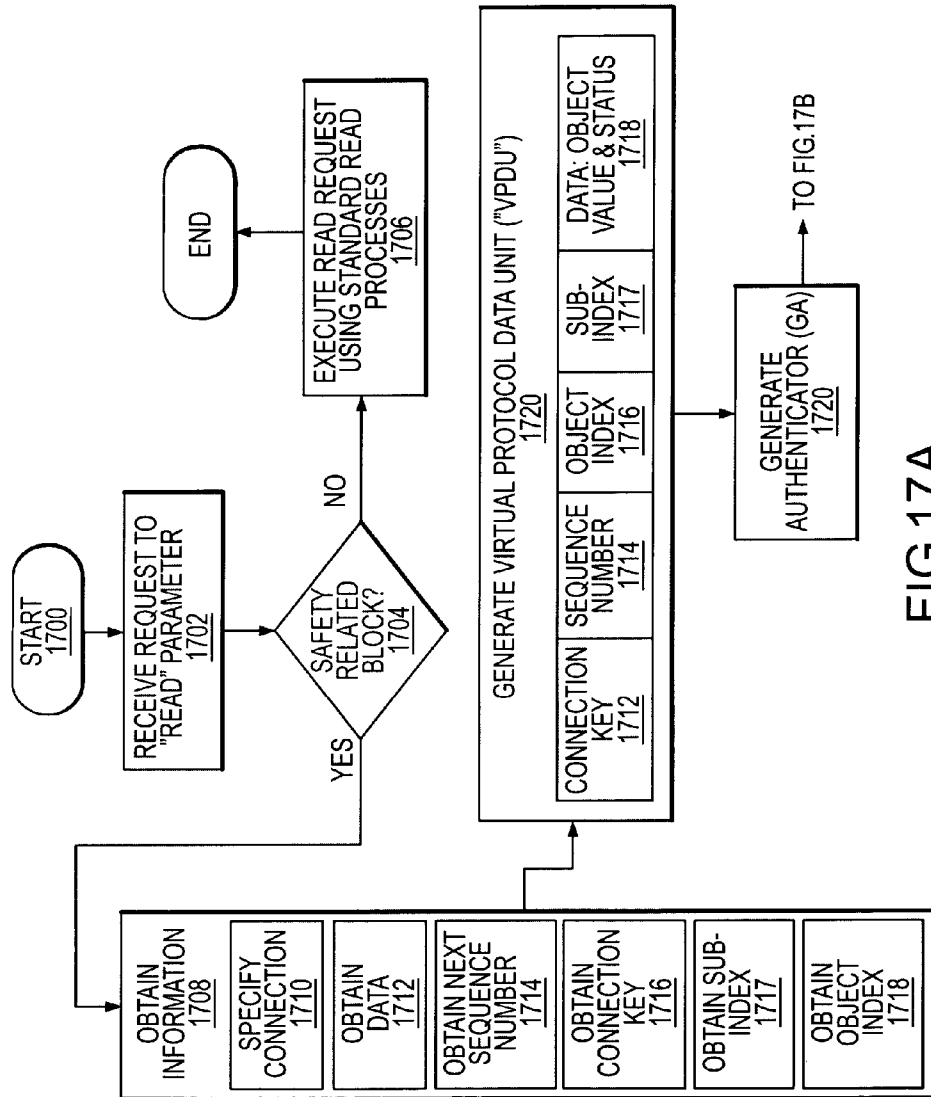 START
1700
RECEIVE REQUEST TO
"READ" PARAMETER
1702
SAFETY
RELATED
BLOCK?
1704
YES
NO
EXECUTE READ REQUEST
USING STANDARD READ
PROCESSES
1706
END
OBTAIN
INFORMATION
1708
SPECIFY
CONNECTION
1710
OBTAIN
DATA
1712
OBTAIN NEXT
SEQUENCE
NUMBER
1714
OBTAIN
CONNECTION
KEY
1716
OBTAIN SUB-
INDEX
1717
OBTAIN
OBJECT
INDEX
1718
GENERATE VIRTUAL PROTOCOL DATA UNIT ("VPDU")
1720
CONNECTION
KEY
1712
SEQUENCE
NUMBER
1714
OBJECT
INDEX
1716
SUB-
INDEX
1717
DATA: OBJECT
VALUE & STATUS
1718
GENERATE
AUTHENTICATOR (GA)
1720
TO FIG.17B
FIG.17A